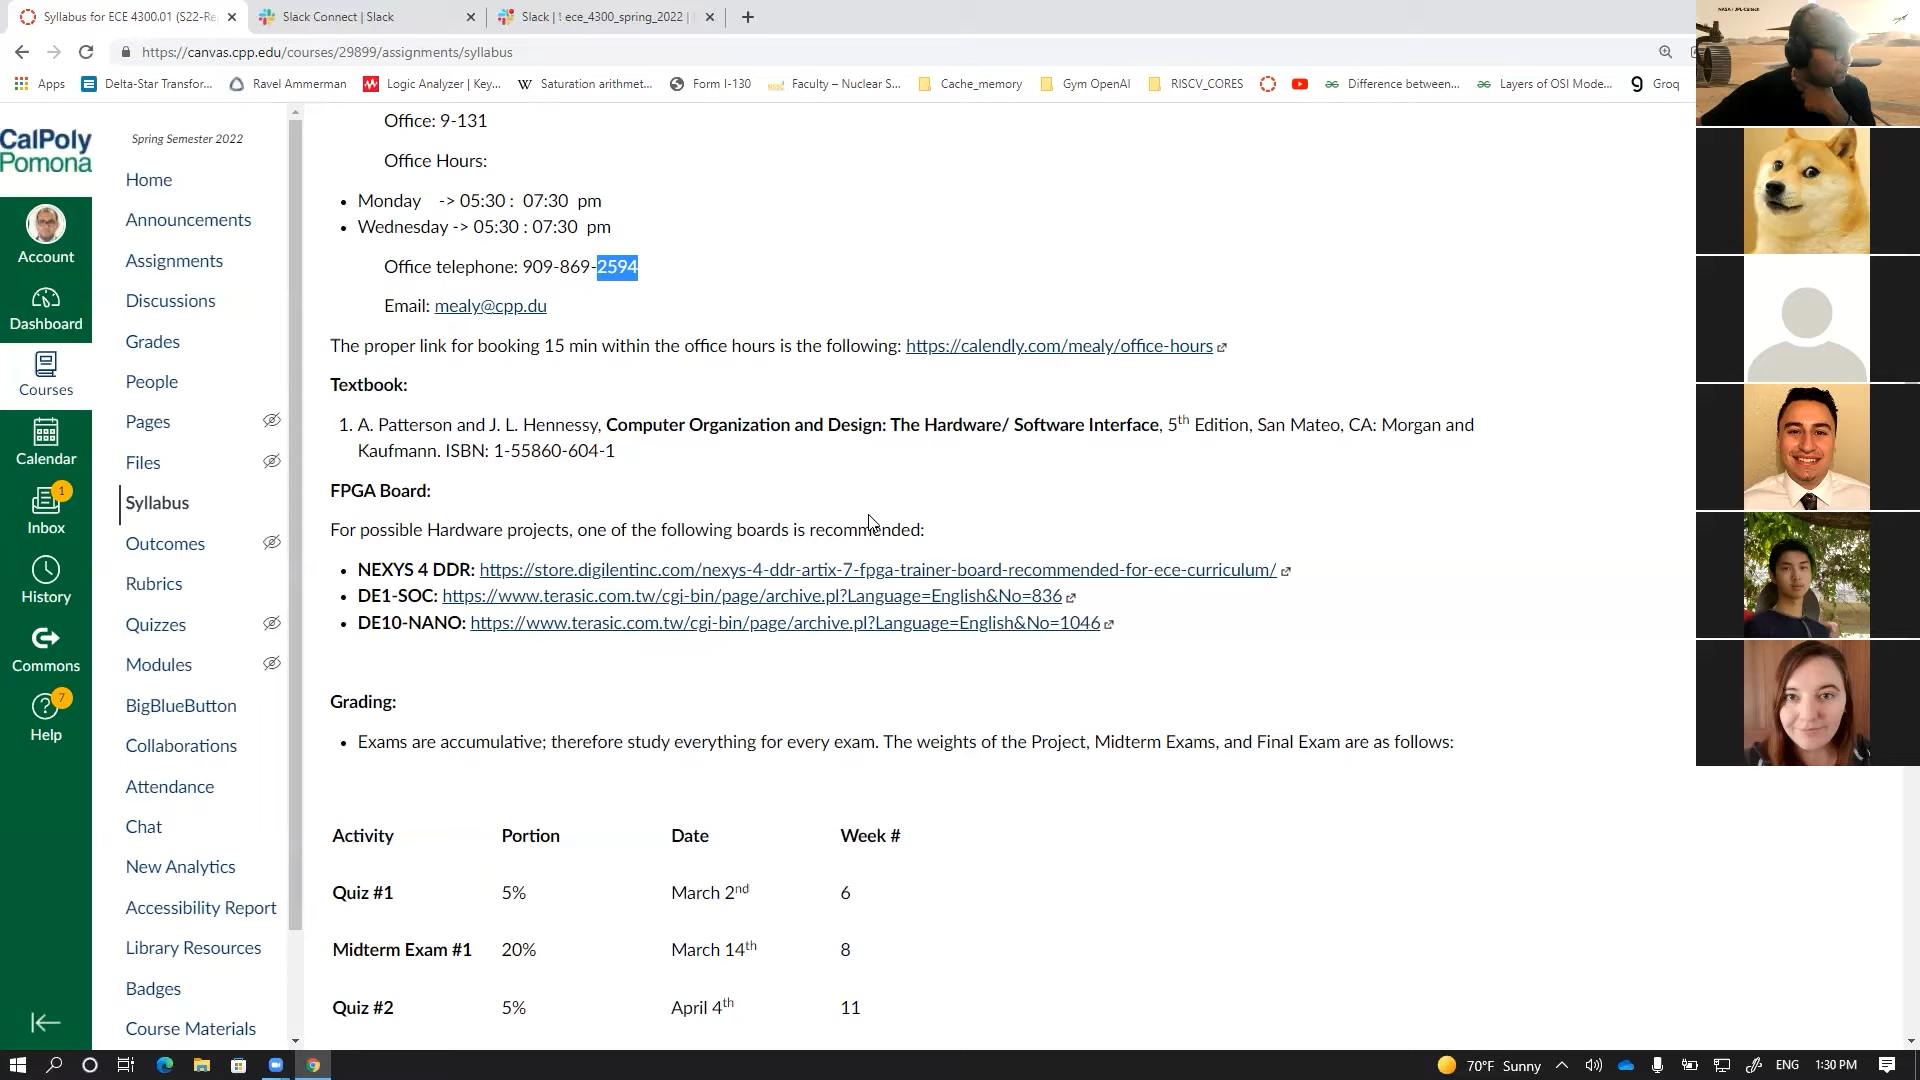 Syllabus for ECE 4300.01 (S22-Re
Slack Connect | Slack
Slack | ! ece_4300_spring_2022 |
NASA / JPL-Caltech
https://canvas.cpp.edu/courses/29899/assignments/syllabus
Apps
Delta-Star Transfor...
Ravel Ammerman
Logic Analyzer | Key...
Saturation arithmet...
Form I-130
Faculty – Nuclear S...
Cache_memory
Gym OpenAI
RISCV_CORES
Difference between...
Layers of OSI Mode...
Groq
CalPoly
Pomona
Account
Dashboard
Courses
Calendar
1
Inbox
History
Commons
7
Help
Spring Semester 2022
Home
Announcements
Assignments
Discussions
Grades
People
Pages
Files
Syllabus
Outcomes
Rubrics
Quizzes
Modules
BigBlueButton
Collaborations
Attendance
Chat
New Analytics
Accessibility Report
Library Resources
Badges
Course Materials
Office: 9-131
Office Hours:
• Monday -> 05:30 : 07:30 pm
• Wednesday -> 05:30 : 07:30 pm
Office telephone: 909-869-2594
Email: mealy@cpp.du
The proper link for booking 15 min within the office hours is the following: https://calendly.com/mealy/office-hours
Textbook:
1. A. Patterson and J. L. Hennessy, Computer Organization and Design: The Hardware/ Software Interface, 5th Edition, San Mateo, CA: Morgan and
Kaufmann. ISBN: 1-55860-604-1
FPGA Board:
For possible Hardware projects, one of the following boards is recommended:
• NEXYS 4 DDR: https://store.digilentinc.com/nexys-4-ddr-artix-7-fpga-trainer-board-recommended-for-ece-curriculum/
• DE1-SOC: https://www.terasic.com.tw/cgi-bin/page/archive.pl?Language=English&No=836
• DE10-NANO: https://www.terasic.com.tw/cgi-bin/page/archive.pl?Language=English&No=1046
Grading:
• Exams are accumulative; therefore study everything for every exam. The weights of the Project, Midterm Exams, and Final Exam are as follows:
Activity Portion Date Week #
Quiz #1 5% March 2nd 6
Midterm Exam #1 20% March 14th 8
Quiz #2 5% April 4th 11
70°F Sunny
ENG
1:30 PM